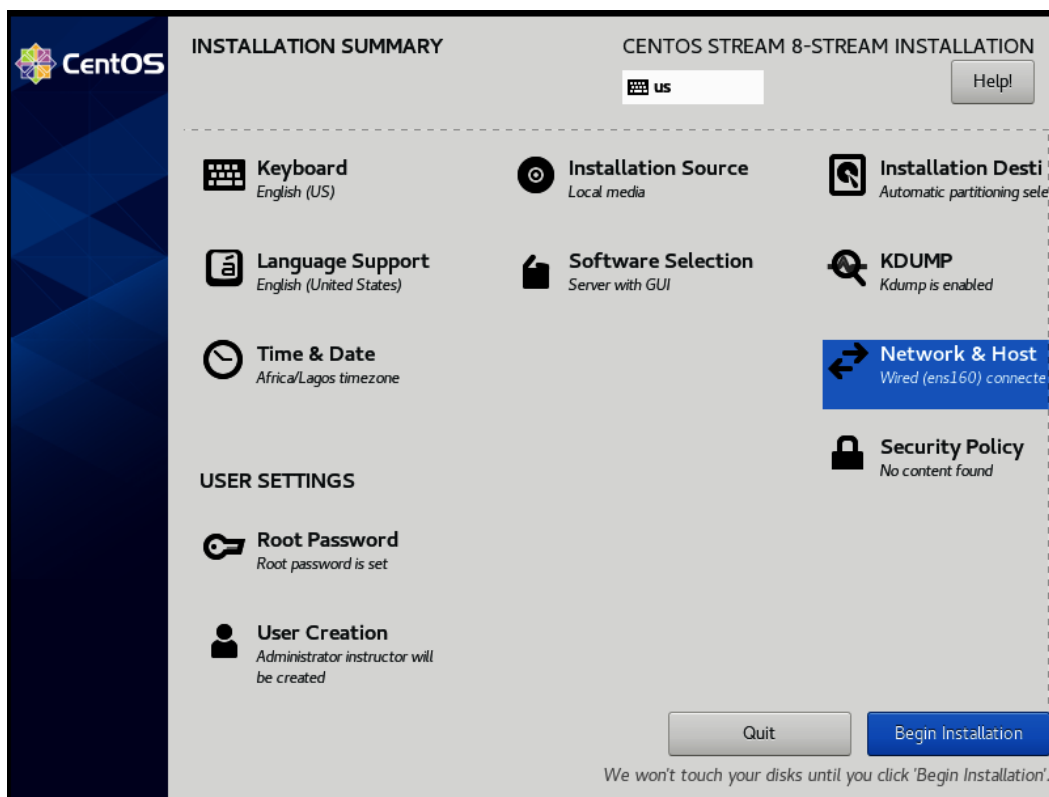 CentOS
INSTALLATION SUMMARY
CENTOS STREAM 8-STREAM INSTALLATION
us
Help!
Keyboard
English (US)
Installation Source
Local media
Installation Desti
Automatic partitioning sele
Language Support
English (United States)
Software Selection
Server with GUI
KDUMP
Kdump is enabled
Time & Date
Africa/Lagos timezone
Network & Host
Wired (ens160) connecte
Security Policy
No content found
USER SETTINGS
Root Password
Root password is set
User Creation
Administrator instructor will
be created
Quit
Begin Installation
We won't touch your disks until you click 'Begin Installation'.